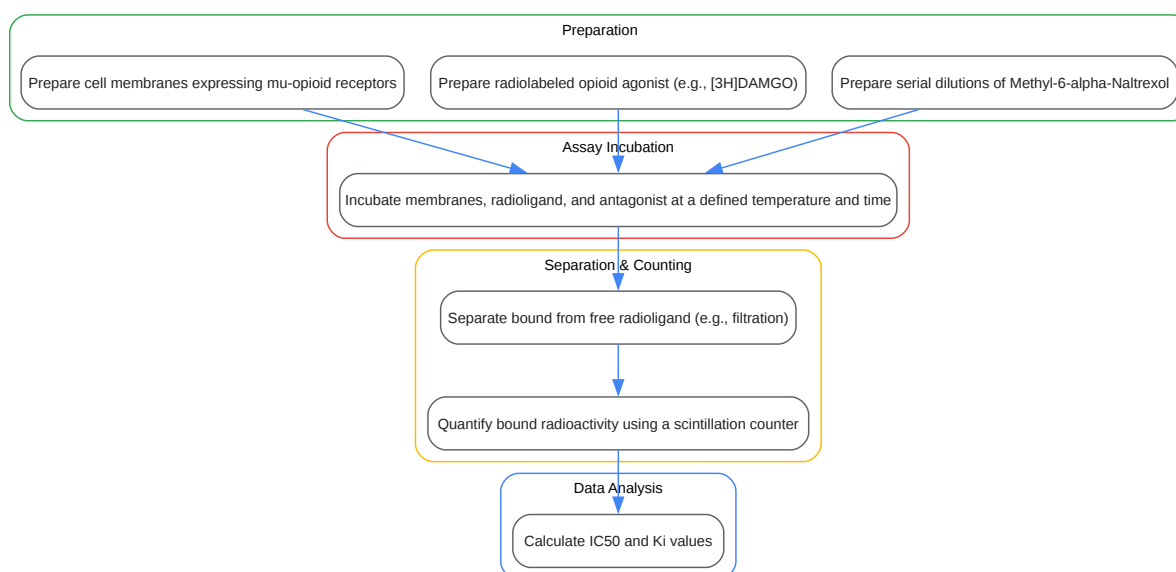 Preparation
Prepare cell membranes expressing mu-opioid receptors
Prepare radiolabeled opioid agonist (e.g., [3H]DAMGO)
Prepare serial dilutions of Methyl-6-alpha-Naltrexol
Assay Incubation
Incubate membranes, radioligand, and antagonist at a defined temperature and time
Separation & Counting
Separate bound from free radioligand (e.g., filtration)
Quantify bound radioactivity using a scintillation counter
Data Analysis
Calculate IC50 and Ki values